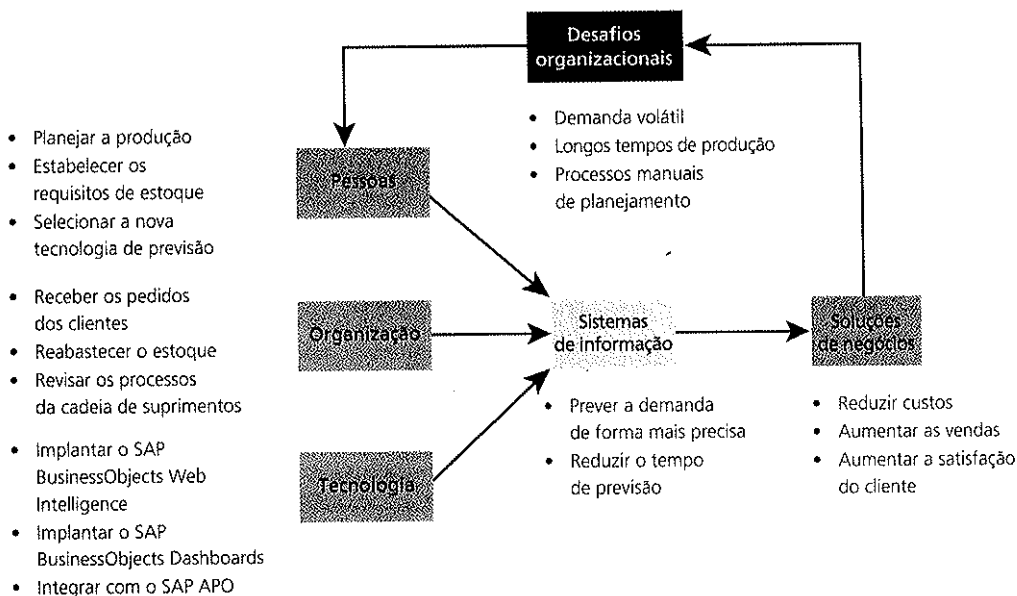 Desafios
organizacionais
• Demanda volátil
• Longos tempos de produção
• Processos manuais
de planejamento
• Planejar a produção
• Estabelecer os
requisitos de estoque
• Selecionar a nova
tecnologia de previsão
Pessoas
• Receber os pedidos
dos clientes
• Reabastecer o estoque
• Revisar os processos
da cadeia de suprimentos
Organização
• Implantar o SAP
BusinessObjects Web
Intelligence
• Implantar o SAP
BusinessObjects Dashboards
• Integrar com o SAP APO
Tecnologia
Sistemas
de informação
• Prever a demanda
de forma mais precisa
• Reduzir o tempo
de previsão
Soluções
de negócios
• Reduzir custos
• Aumentar as vendas
• Aumentar a satisfação
do cliente